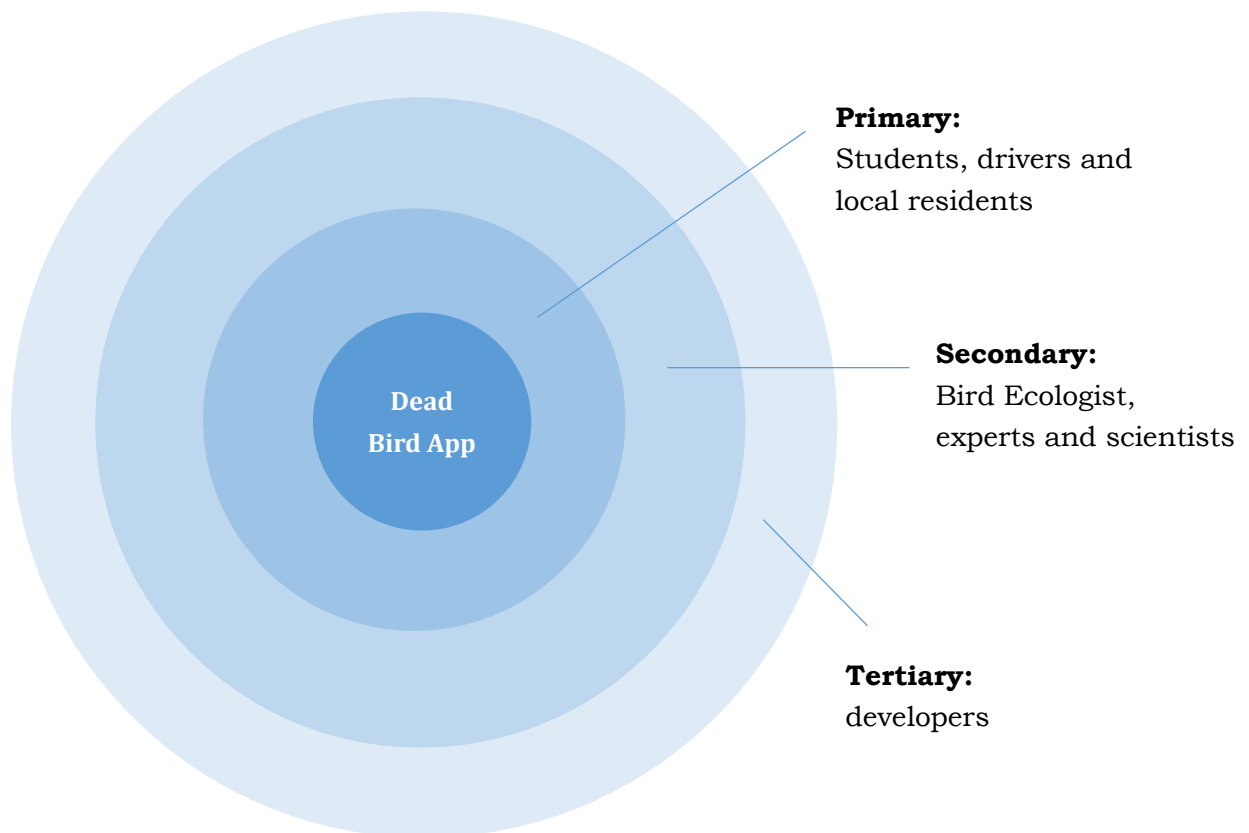 Primary:
Students, drivers and
local residents
Dead
Bird App
Secondary:
Bird Ecologist,
experts and scientists
Tertiary:
developers